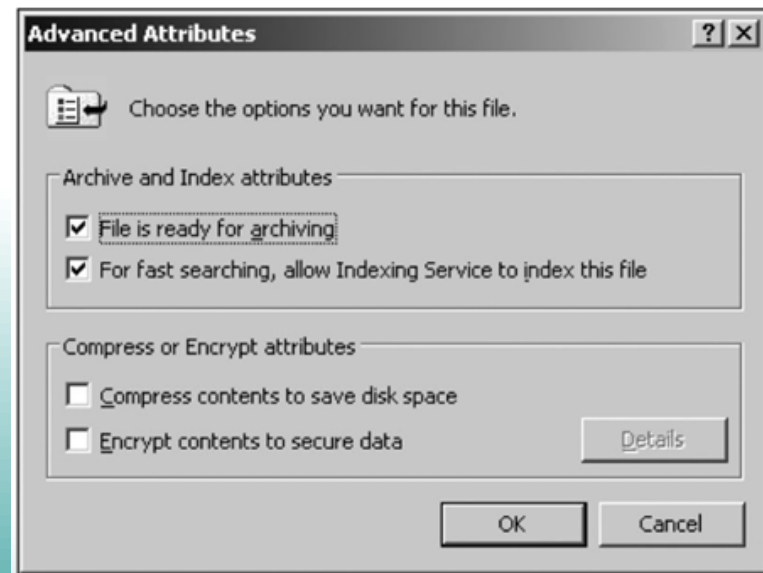 Advanced Attributes
Choose the options you want for this file.
Archive and Index attributes
File is ready for archiving
For fast searching, allow Indexing Service to index this file
Compress or Encrypt attributes
Compress contents to save disk space
Encrypt contents to secure data
Details
OK Cancel